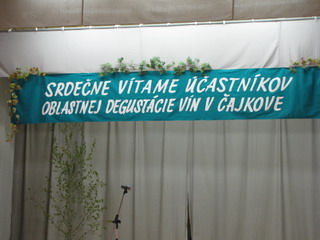 SRDEČNE VÍTAME ÚČASTNÍKOV
OBLASTNEJ DEGUSTÁCIE VÍN V ČAJKOVE